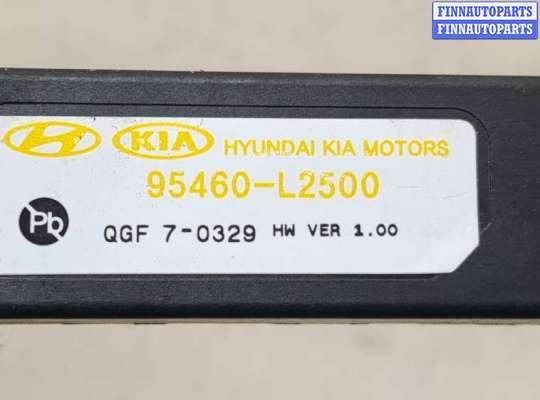 FINNAUTOPARTS
FINNAUTOPARTS
KIA HYUNDAI KIA MOTORS
95460-L2500
Pb QGF 7-0329 HW VER 1.00